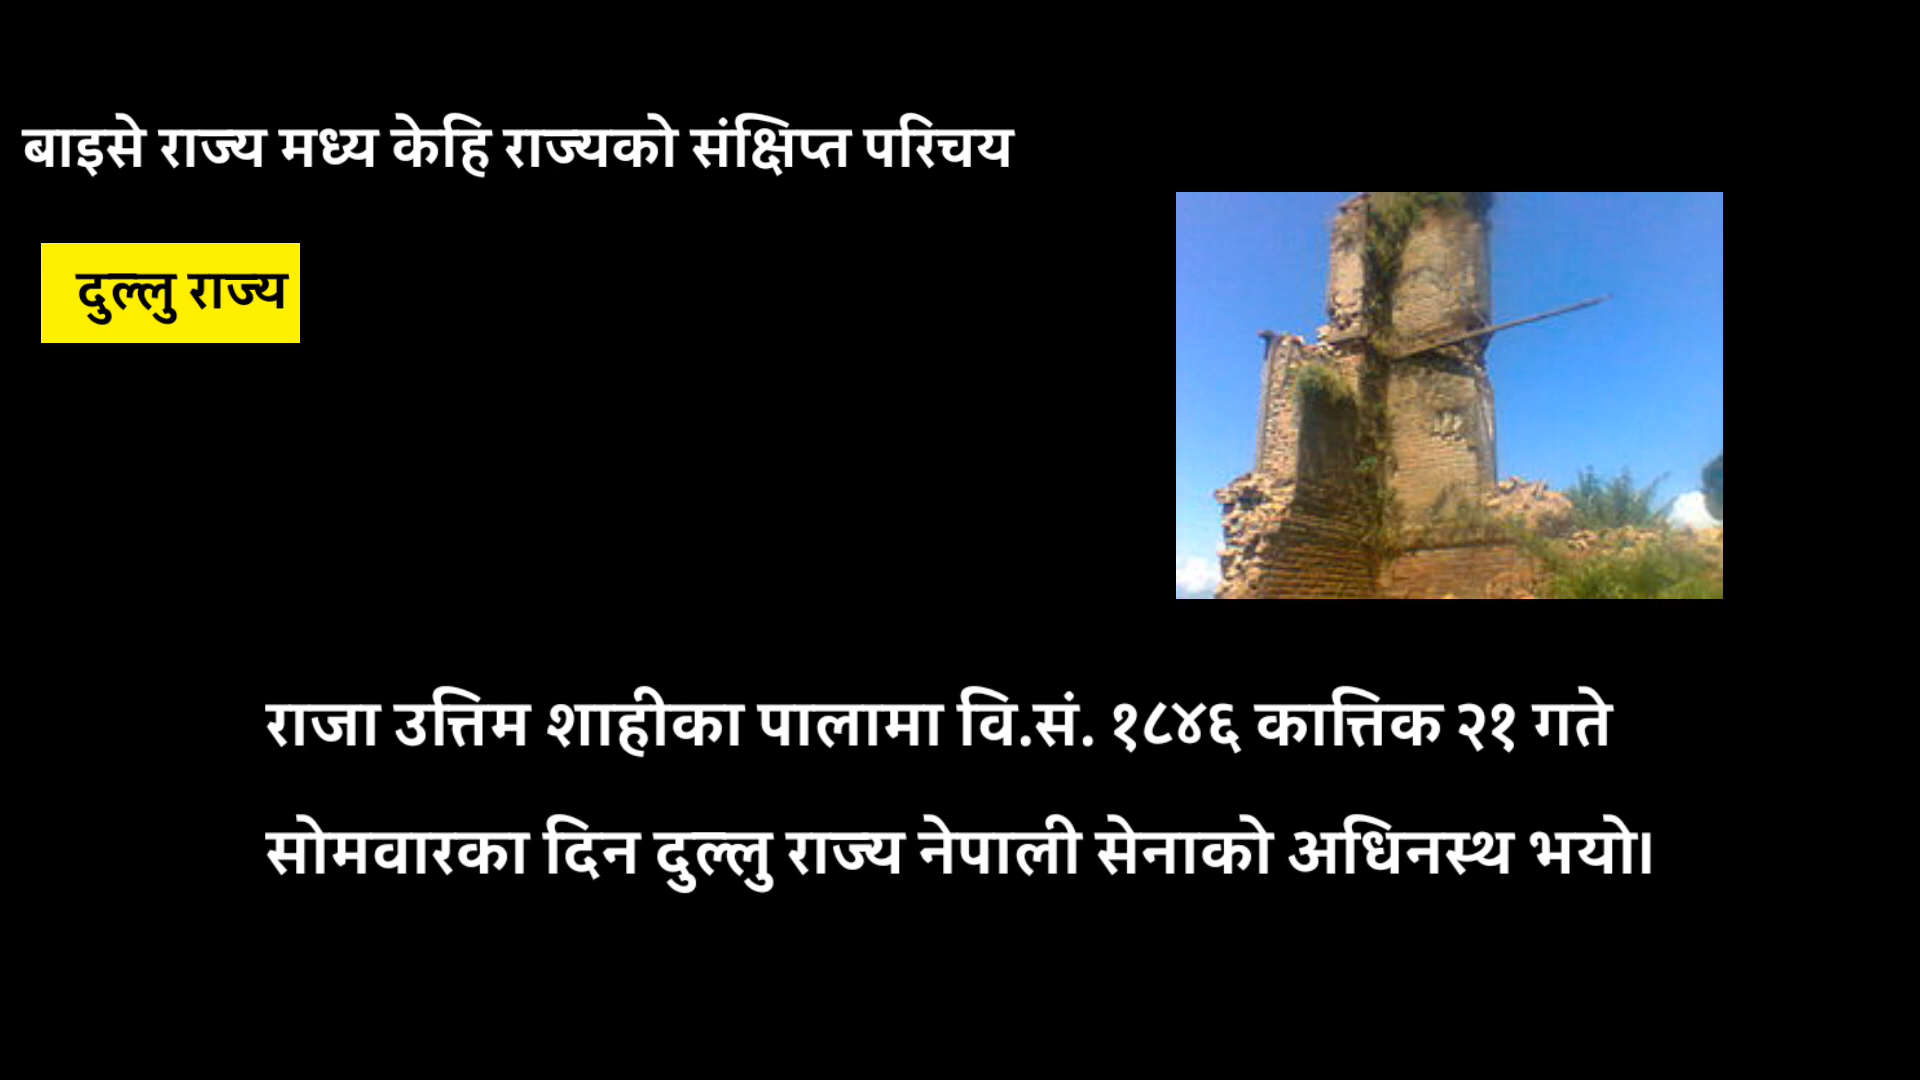 बाइसे राज्य मध्य केहि राज्यको संक्षिप्त परिचय
दुल्लु राज्य
राजा उत्तिम शाहीका पालामा वि.सं. १८४६ कात्तिक २१ गते
सोमवारका दिन दुल्लु राज्य नेपाली सेनाको अधिनस्थ भयो।